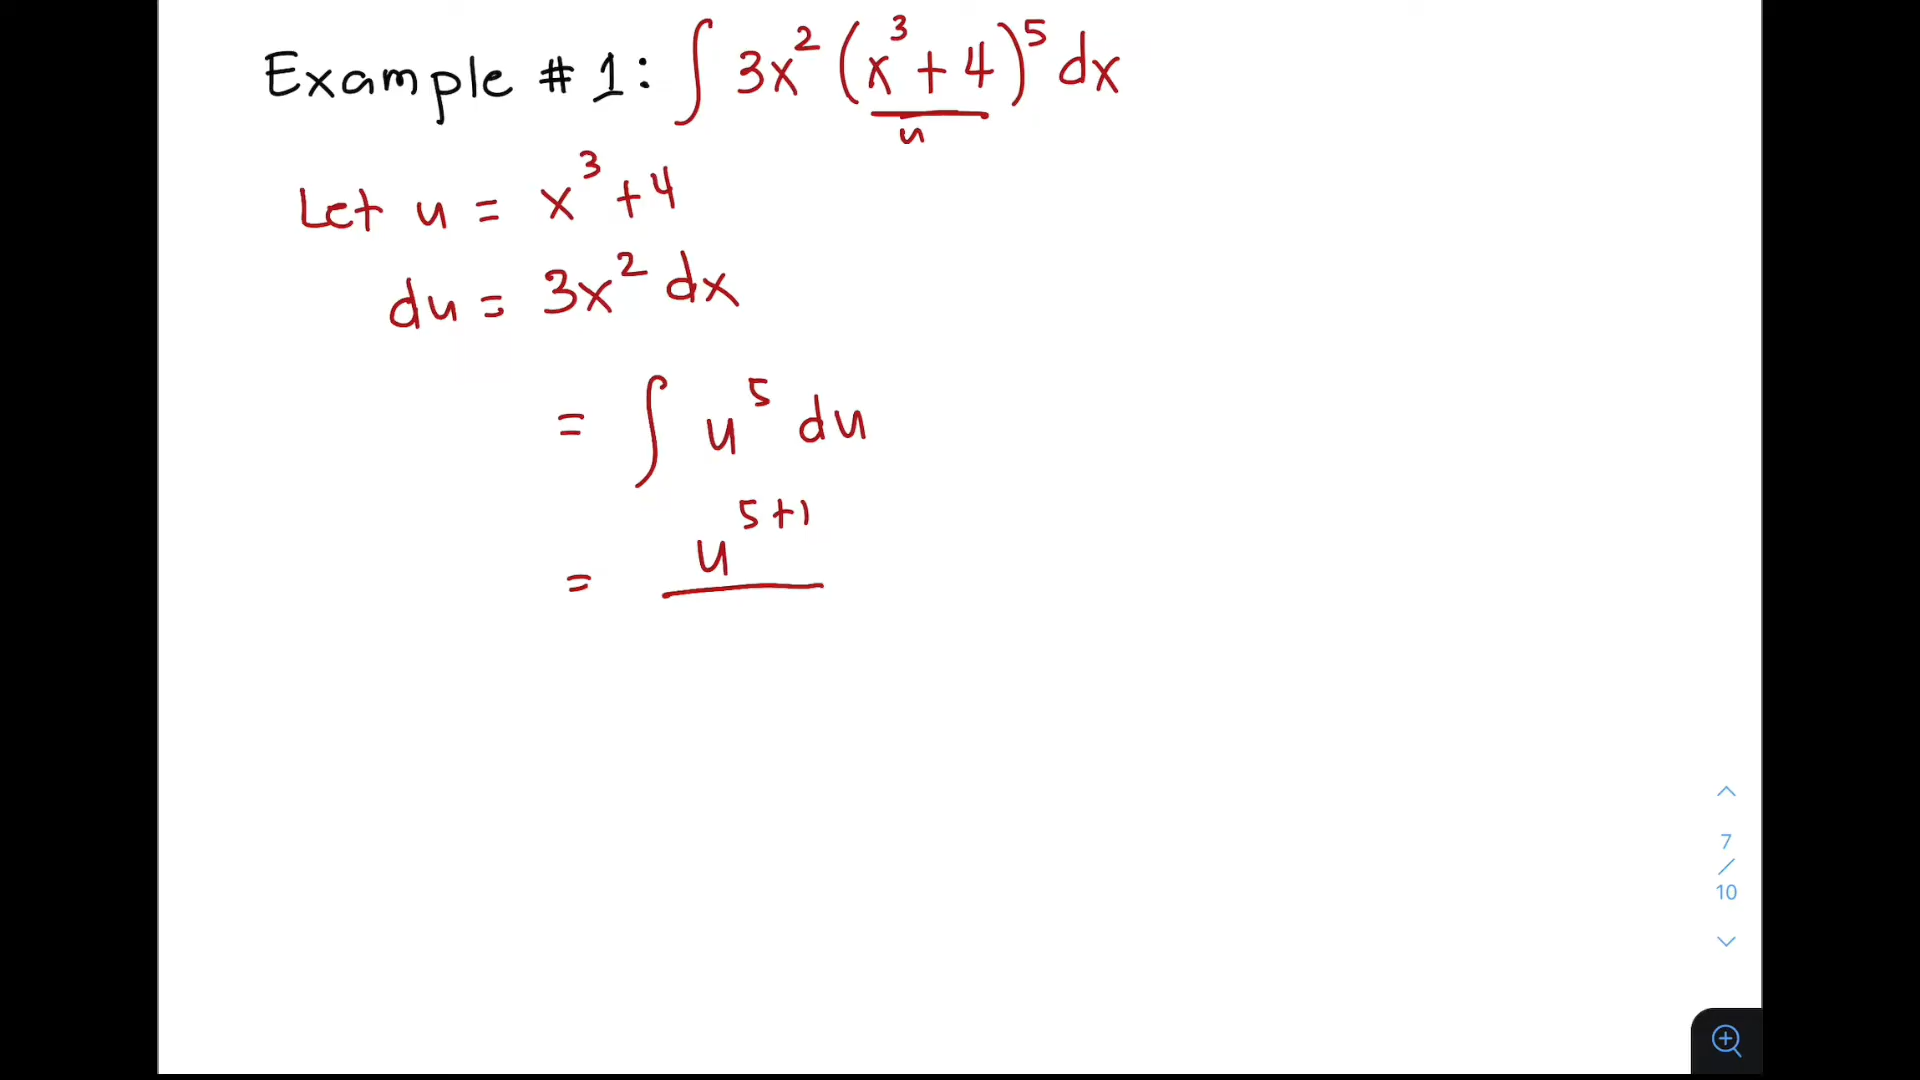 Example # 1: ∫ 3x² (x³ + 4)⁵ dx
u
Let u = x³ + 4
du = 3x² dx
= ∫ u⁵ du
= u⁵⁺¹
7
/
10